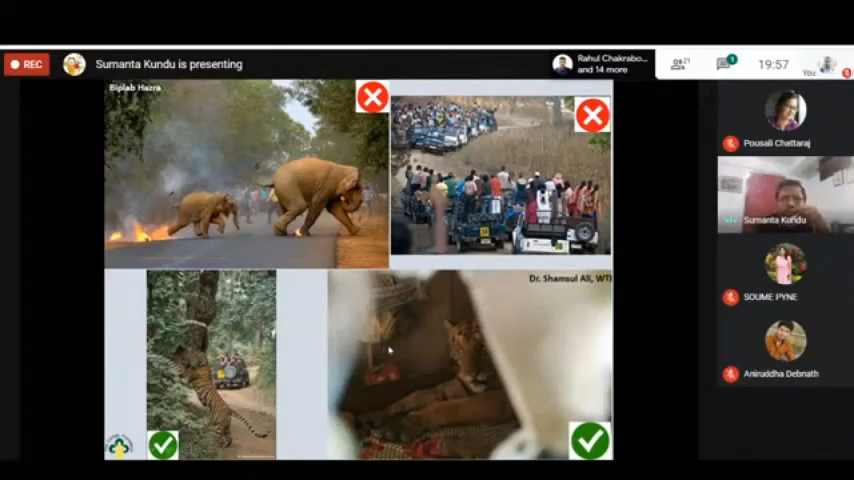 REC
Sumanta Kundu is presenting
Rahul Chakrabo...
and 14 more
21
1
19:57
You
Biplab Hazra
Dr. Shamsul Ali, WTI
Pousali Chattaraj
Sumanta Kundu
SOUME PYNE
Aniruddha Debnath